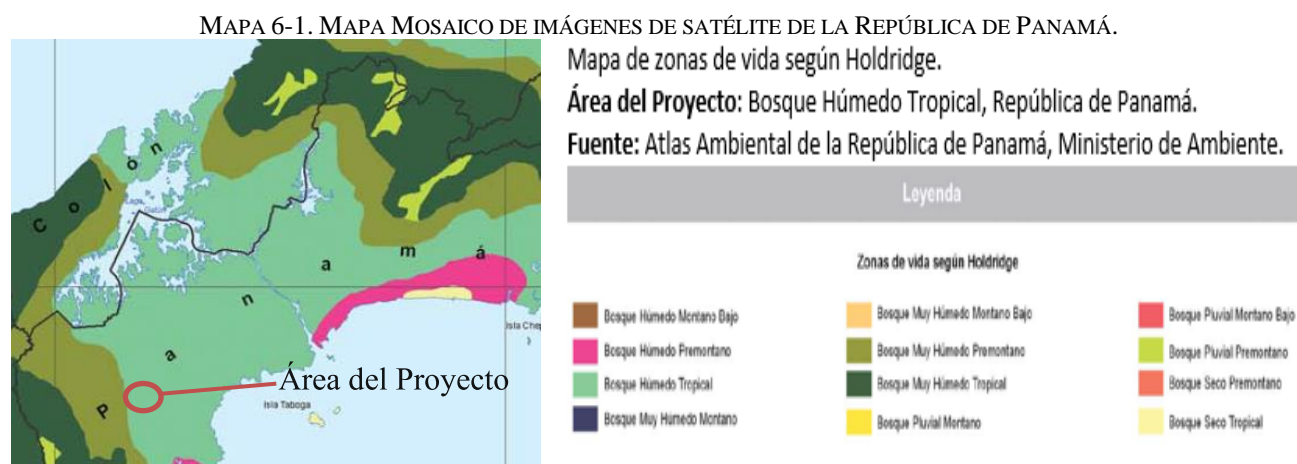 MAPA 6-1. MAPA MOSAICO DE IMÁGENES DE SATÉLITE DE LA REPÚBLICA DE PANAMÁ.
Mapa de zonas de vida según Holdridge.
Área del Proyecto: Bosque Húmedo Tropical, República de Panamá.
Fuente: Atlas Ambiental de la República de Panamá, Ministerio de Ambiente.
Leyenda
Zonas de vida según Holdridge
Bosque Húmedo Montano Bajo
Bosque Húmedo Premontano
Bosque Húmedo Tropical
Bosque Muy Húmedo Montano
Bosque Muy Húmedo Montano Bajo
Bosque Muy Húmedo Premontano
Bosque Muy Húmedo Tropical
Bosque Pluvial Montano
Bosque Pluvial Montano Bajo
Bosque Pluvial Premontano
Bosque Seco Premontano
Bosque Seco Tropical
Colón
Lago Gatún
Panamá
Isla Che
Área del Proyecto
Isla Taboga